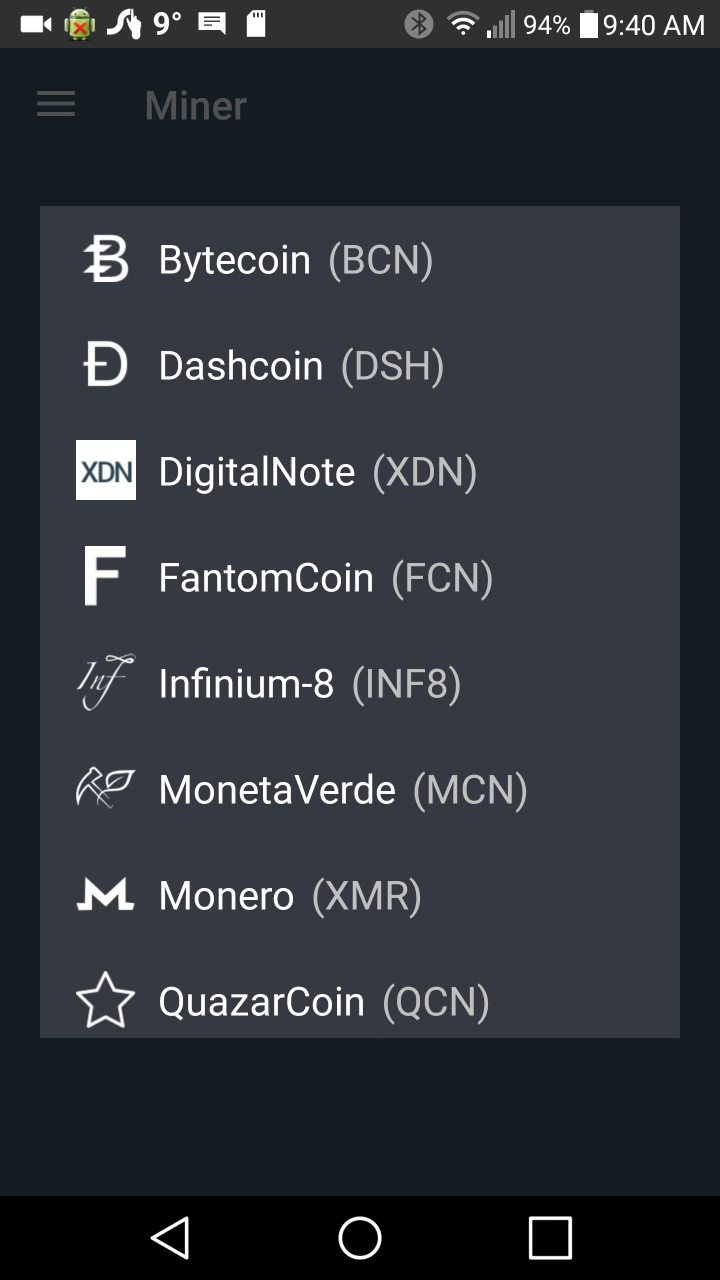 9° 94% 9:40 AM
Miner
Bytecoin (BCN)
Dashcoin (DSH)
XDN DigitalNote (XDN)
F FantomCoin (FCN)
Inf Infinium-8 (INF8)
MonetaVerde (MCN)
Monero (XMR)
QuazarCoin (QCN)